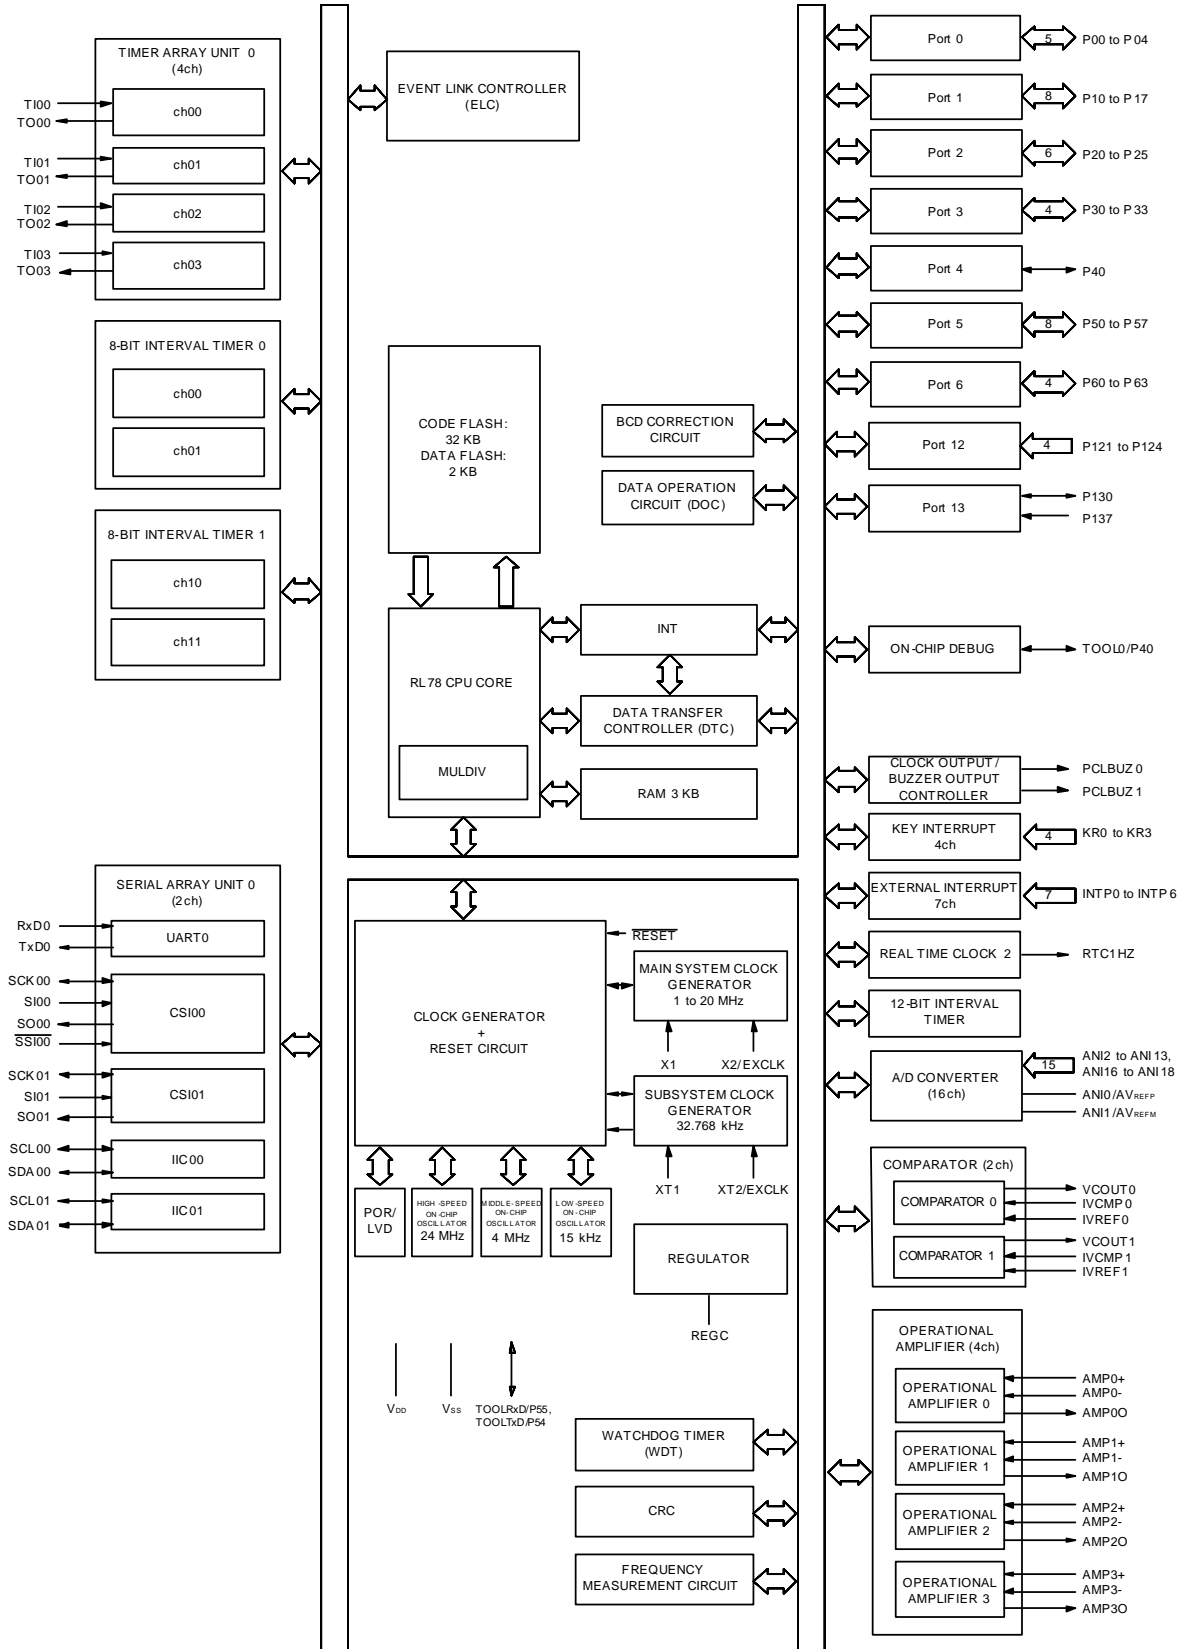 TIMER ARRAY UNIT 0
(4ch)
TI00
TO00
ch00
TI01
TO01
ch01
TI02
TO02
ch02
TI03
TO03
ch03
8-BIT INTERVAL TIMER 0
ch00
ch01
8-BIT INTERVAL TIMER 1
ch10
ch11
SERIAL ARRAY UNIT 0
(2ch)
RxD0
TxD0
UART0
SCK00
SI00
SO00
SSI00
CSI00
SCK01
SI01
SO01
CSI01
SCL00
SDA00
IIC00
SCL01
SDA01
IIC01
EVENT LINK CONTROLLER
(ELC)
CODE FLASH:
32 KB
DATA FLASH:
2 KB
BCD CORRECTION
CIRCUIT
DATA OPERATION
CIRCUIT (DOC)
RL78 CPU CORE
MULDIV
INT
DATA TRANSFER
CONTROLLER (DTC)
RAM 3 KB
CLOCK GENERATOR
+
RESET CIRCUIT
RESET
MAIN SYSTEM CLOCK
GENERATOR
1 to 20 MHz
X1
X2/EXCLK
SUBSYSTEM CLOCK
GENERATOR
32.768 kHz
XT1
XT2/EXCLK
POR/
LVD
HIGH-SPEED
ON-CHIP
OSCILLATOR
24 MHz
MIDDLE-SPEED
ON-CHIP
OSCILLATOR
4 MHz
LOW-SPEED
ON-CHIP
OSCILLATOR
15 kHz
REGULATOR
REGC
VDD
VSS
TOOLRxD/P55,
TOOLTxD/P54
WATCHDOG TIMER
(WDT)
CRC
FREQUENCY
MEASUREMENT CIRCUIT
Port 0
5
P00 to P04
Port 1
8
P10 to P17
Port 2
6
P20 to P25
Port 3
4
P30 to P33
Port 4
P40
Port 5
8
P50 to P57
Port 6
4
P60 to P63
Port 12
4
P121 to P124
Port 13
P130
P137
ON-CHIP DEBUG
TOOL0/P40
CLOCK OUTPUT /
BUZZER OUTPUT
CONTROLLER
PCLBUZ0
PCLBUZ1
KEY INTERRUPT
4ch
4
KR0 to KR3
EXTERNAL INTERRUPT
7ch
7
INTP0 to INTP6
REAL TIME CLOCK 2
RTC1HZ
12-BIT INTERVAL
TIMER
A/D CONVERTER
(16ch)
15
ANI2 to ANI13,
ANI16 to ANI18
ANI0/AVREFP
ANI1/AVREFM
COMPARATOR (2ch)
COMPARATOR 0
VCOUT0
IVCMP0
IVREF0
COMPARATOR 1
VCOUT1
IVCMP1
IVREF1
OPERATIONAL
AMPLIFIER (4ch)
OPERATIONAL
AMPLIFIER 0
AMP0+
AMP0-
AMP0O
OPERATIONAL
AMPLIFIER 1
AMP1+
AMP1-
AMP1O
OPERATIONAL
AMPLIFIER 2
AMP2+
AMP2-
AMP2O
OPERATIONAL
AMPLIFIER 3
AMP3+
AMP3-
AMP3O